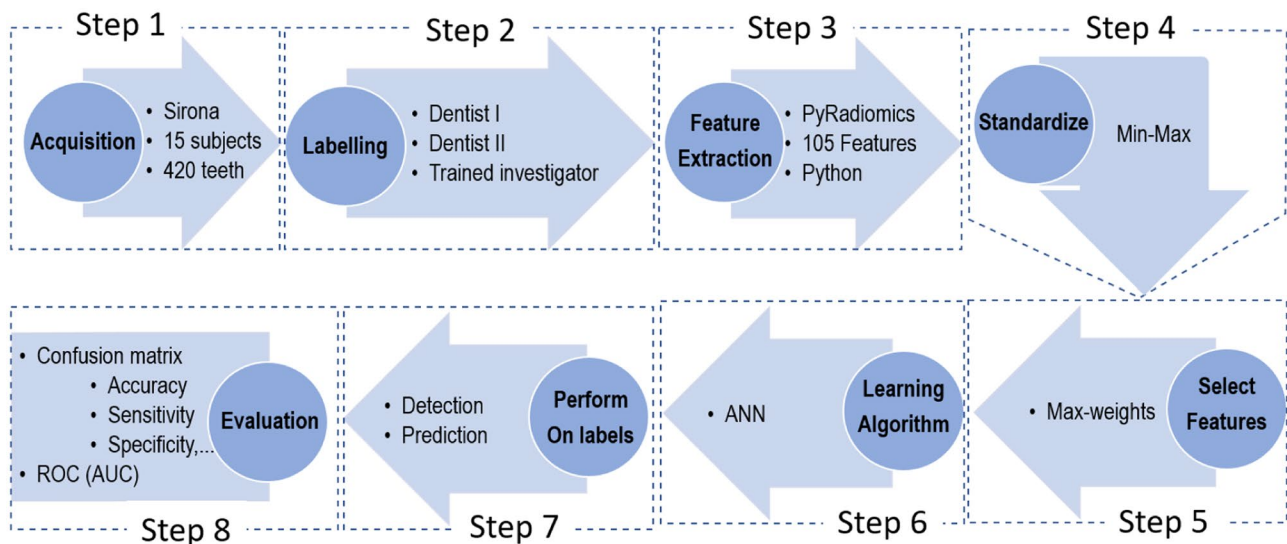 Step 1
Acquisition
• Sirona
• 15 subjects
• 420 teeth
Step 2
Labelling
• Dentist I
• Dentist II
• Trained investigator
Step 3
Feature
Extraction
• PyRadiomics
• 105 Features
• Python
Step 4
Standardize
Min-Max
Select
Features
• Max-weights
Step 5
Learning
Algorithm
• ANN
Step 6
Perform
On labels
• Detection
• Prediction
Step 7
Evaluation
• Confusion matrix
• Accuracy
• Sensitivity
• Specificity,...
• ROC (AUC)
Step 8